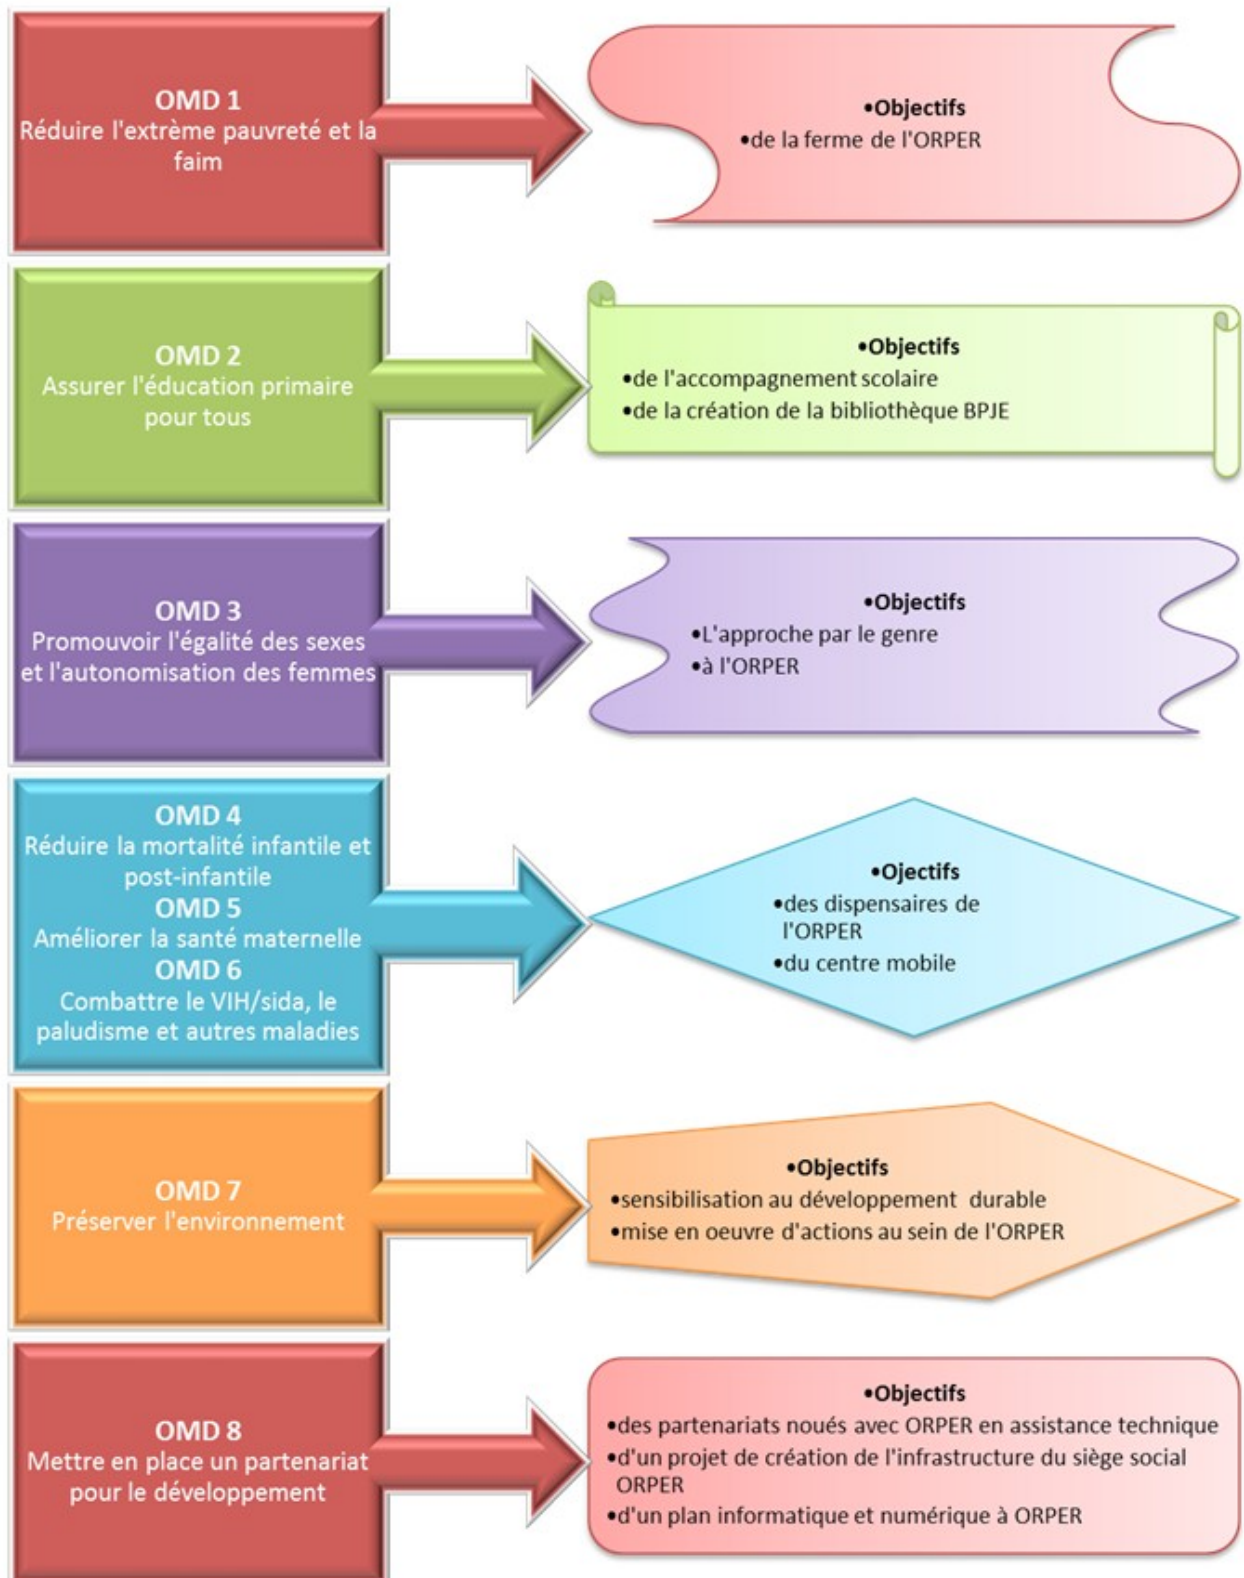 OMD 1
Réduire l'extrême pauvreté et la
faim
•Objectifs
•de la ferme de l'ORPER
OMD 2
Assurer l'éducation primaire
pour tous
•Objectifs
•de l'accompagnement scolaire
•de la création de la bibliothèque BPJE
OMD 3
Promouvoir l'égalité des sexes
et l'autonomisation des femmes
•Objectifs
•L'approche par le genre
•à l'ORPER
OMD 4
Réduire la mortalité infantile et
post-infantile
OMD 5
Améliorer la santé maternelle
OMD 6
Combattre le VIH/sida, le
paludisme et autres maladies
•Ojectifs
•des dispensaires de
l'ORPER
•du centre mobile
OMD 7
Préserver l'environnement
•Objectifs
•sensibilisation au développement  durable
•mise en oeuvre d'actions au sein de l'ORPER
OMD 8
Mettre en place un partenariat
pour le développement
•Objectifs
•des partenariats noués avec ORPER en assistance technique
•d'un projet de création de l'infrastructure du siège social
ORPER
•d'un plan informatique et numérique à ORPER